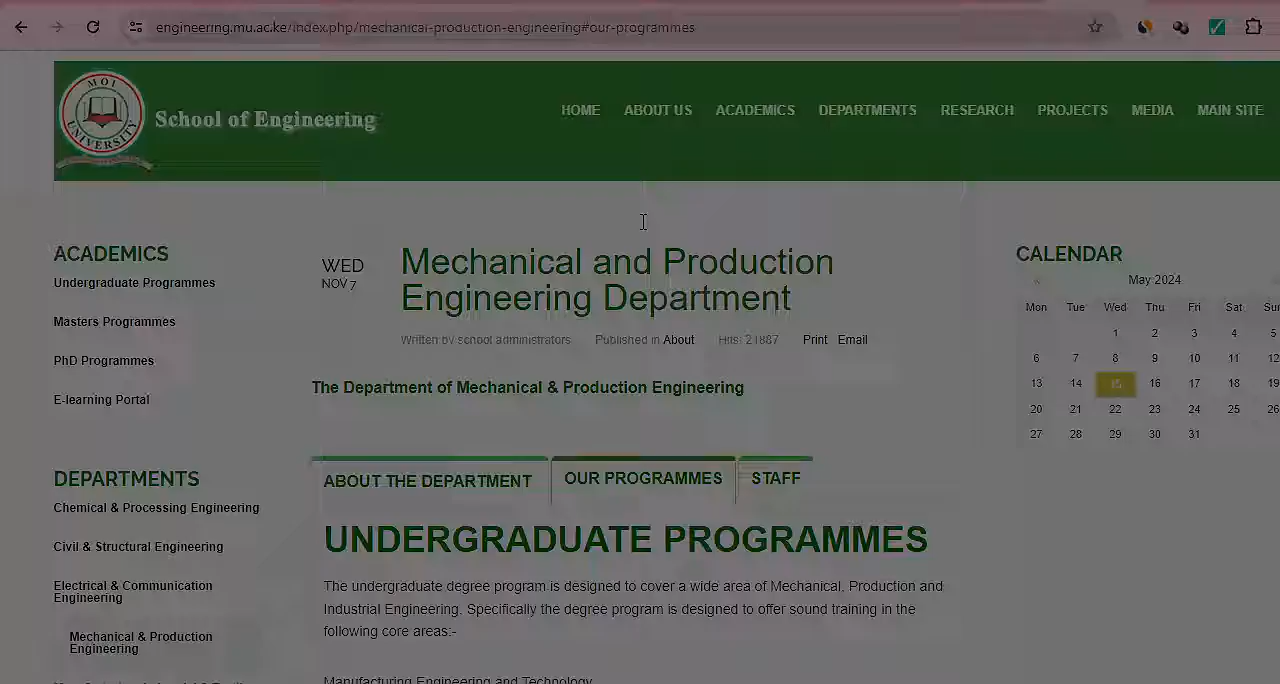 engineering.mu.ac.ke/index.php/mechanical-production-engineering#our-programmes
MOI
UNIVERSITY
School of Engineering
HOME ABOUT US ACADEMICS DEPARTMENTS RESEARCH PROJECTS MEDIA MAIN SITE
ACADEMICS
Undergraduate Programmes
Masters Programmes
PhD Programmes
E-learning Portal
DEPARTMENTS
Chemical & Processing Engineering
Civil & Structural Engineering
Electrical & Communication
Engineering
Mechanical & Production
Engineering
WED
NOV 7
Mechanical and Production
Engineering Department
Written by school administrators Published in About Hits: 21887 Print Email
The Department of Mechanical & Production Engineering
ABOUT THE DEPARTMENT OUR PROGRAMMES STAFF
UNDERGRADUATE PROGRAMMES
The undergraduate degree program is designed to cover a wide area of Mechanical, Production and
Industrial Engineering. Specifically the degree program is designed to offer sound training in the
following core areas:-
Manufacturing Engineering and Technology
CALENDAR
« May 2024
Mon Tue Wed Thu Fri Sat Sun
1 2 3 4 5
6 7 8 9 10 11 12
13 14 15 16 17 18 19
20 21 22 23 24 25 26
27 28 29 30 31